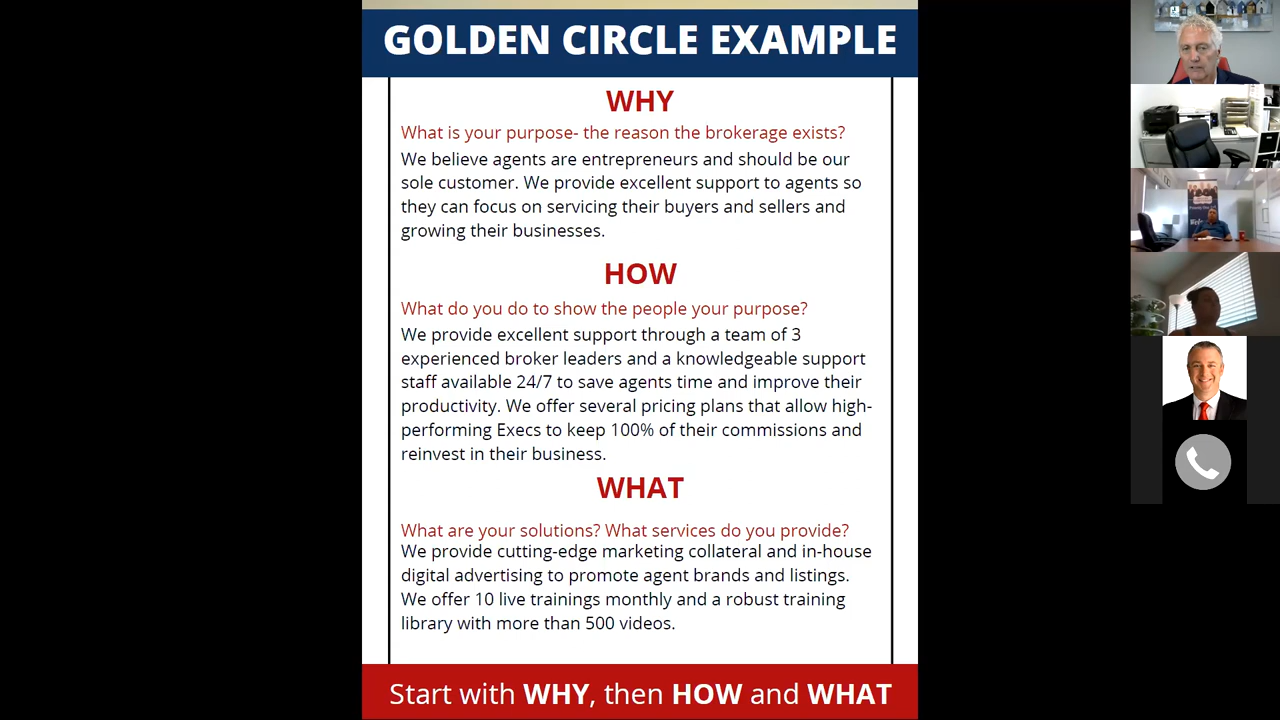 GOLDEN CIRCLE EXAMPLE
WHY
What is your purpose- the reason the brokerage exists?
We believe agents are entrepreneurs and should be our
sole customer. We provide excellent support to agents so
they can focus on servicing their buyers and sellers and
growing their businesses.
HOW
What do you do to show the people your purpose?
We provide excellent support through a team of 3
experienced broker leaders and a knowledgeable support
staff available 24/7 to save agents time and improve their
productivity. We offer several pricing plans that allow high-
performing Execs to keep 100% of their commissions and
reinvest in their business.
WHAT
What are your solutions? What services do you provide?
We provide cutting-edge marketing collateral and in-house
digital advertising to promote agent brands and listings.
We offer 10 live trainings monthly and a robust training
library with more than 500 videos.
Start with WHY, then HOW and WHAT